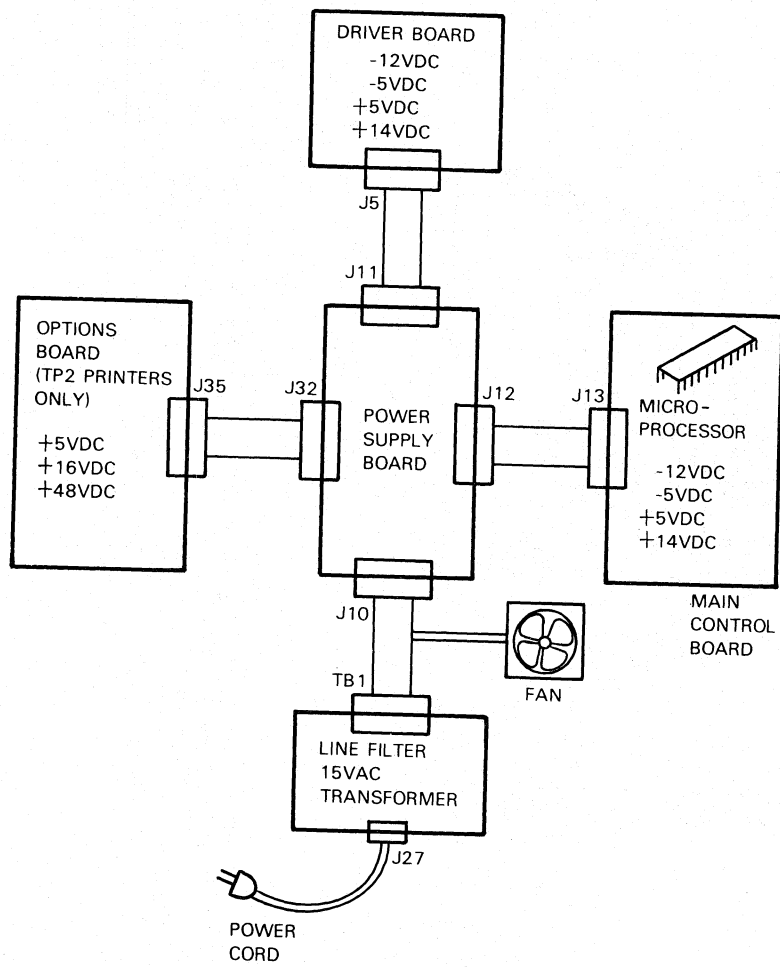 DRIVER BOARD
-12VDC
-5VDC
+5VDC
+14VDC
J5
J11
OPTIONS
BOARD
(TP2 PRINTERS
ONLY)
+5VDC
+16VDC
+48VDC
J35
J32
POWER
SUPPLY
BOARD
J12
J13
MICRO-
PROCESSOR
-12VDC
-5VDC
+5VDC
+14VDC
MAIN
CONTROL
BOARD
J10
FAN
TB1
LINE FILTER
15VAC
TRANSFORMER
J27
POWER
CORD